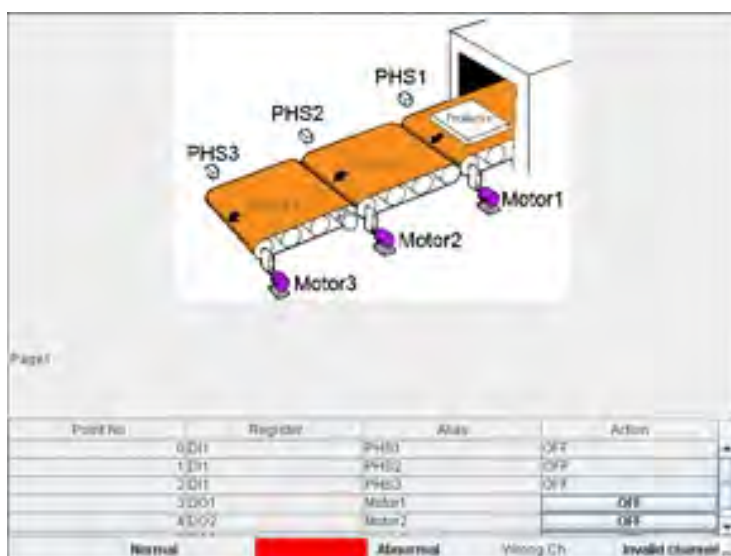 PHS1
PHS2
PHS3
Motor1
Motor2
Motor3
Page1
Point No Register Alias Action
0 DI1 PHS1 OFF
1 DI1 PHS2 OFF
2 DI1 PHS3 OFF
3 DO1 Motor1 OFF
4 DO2 Motor2 OFF
Normal Abnormal Wrong Ch Invalid channel